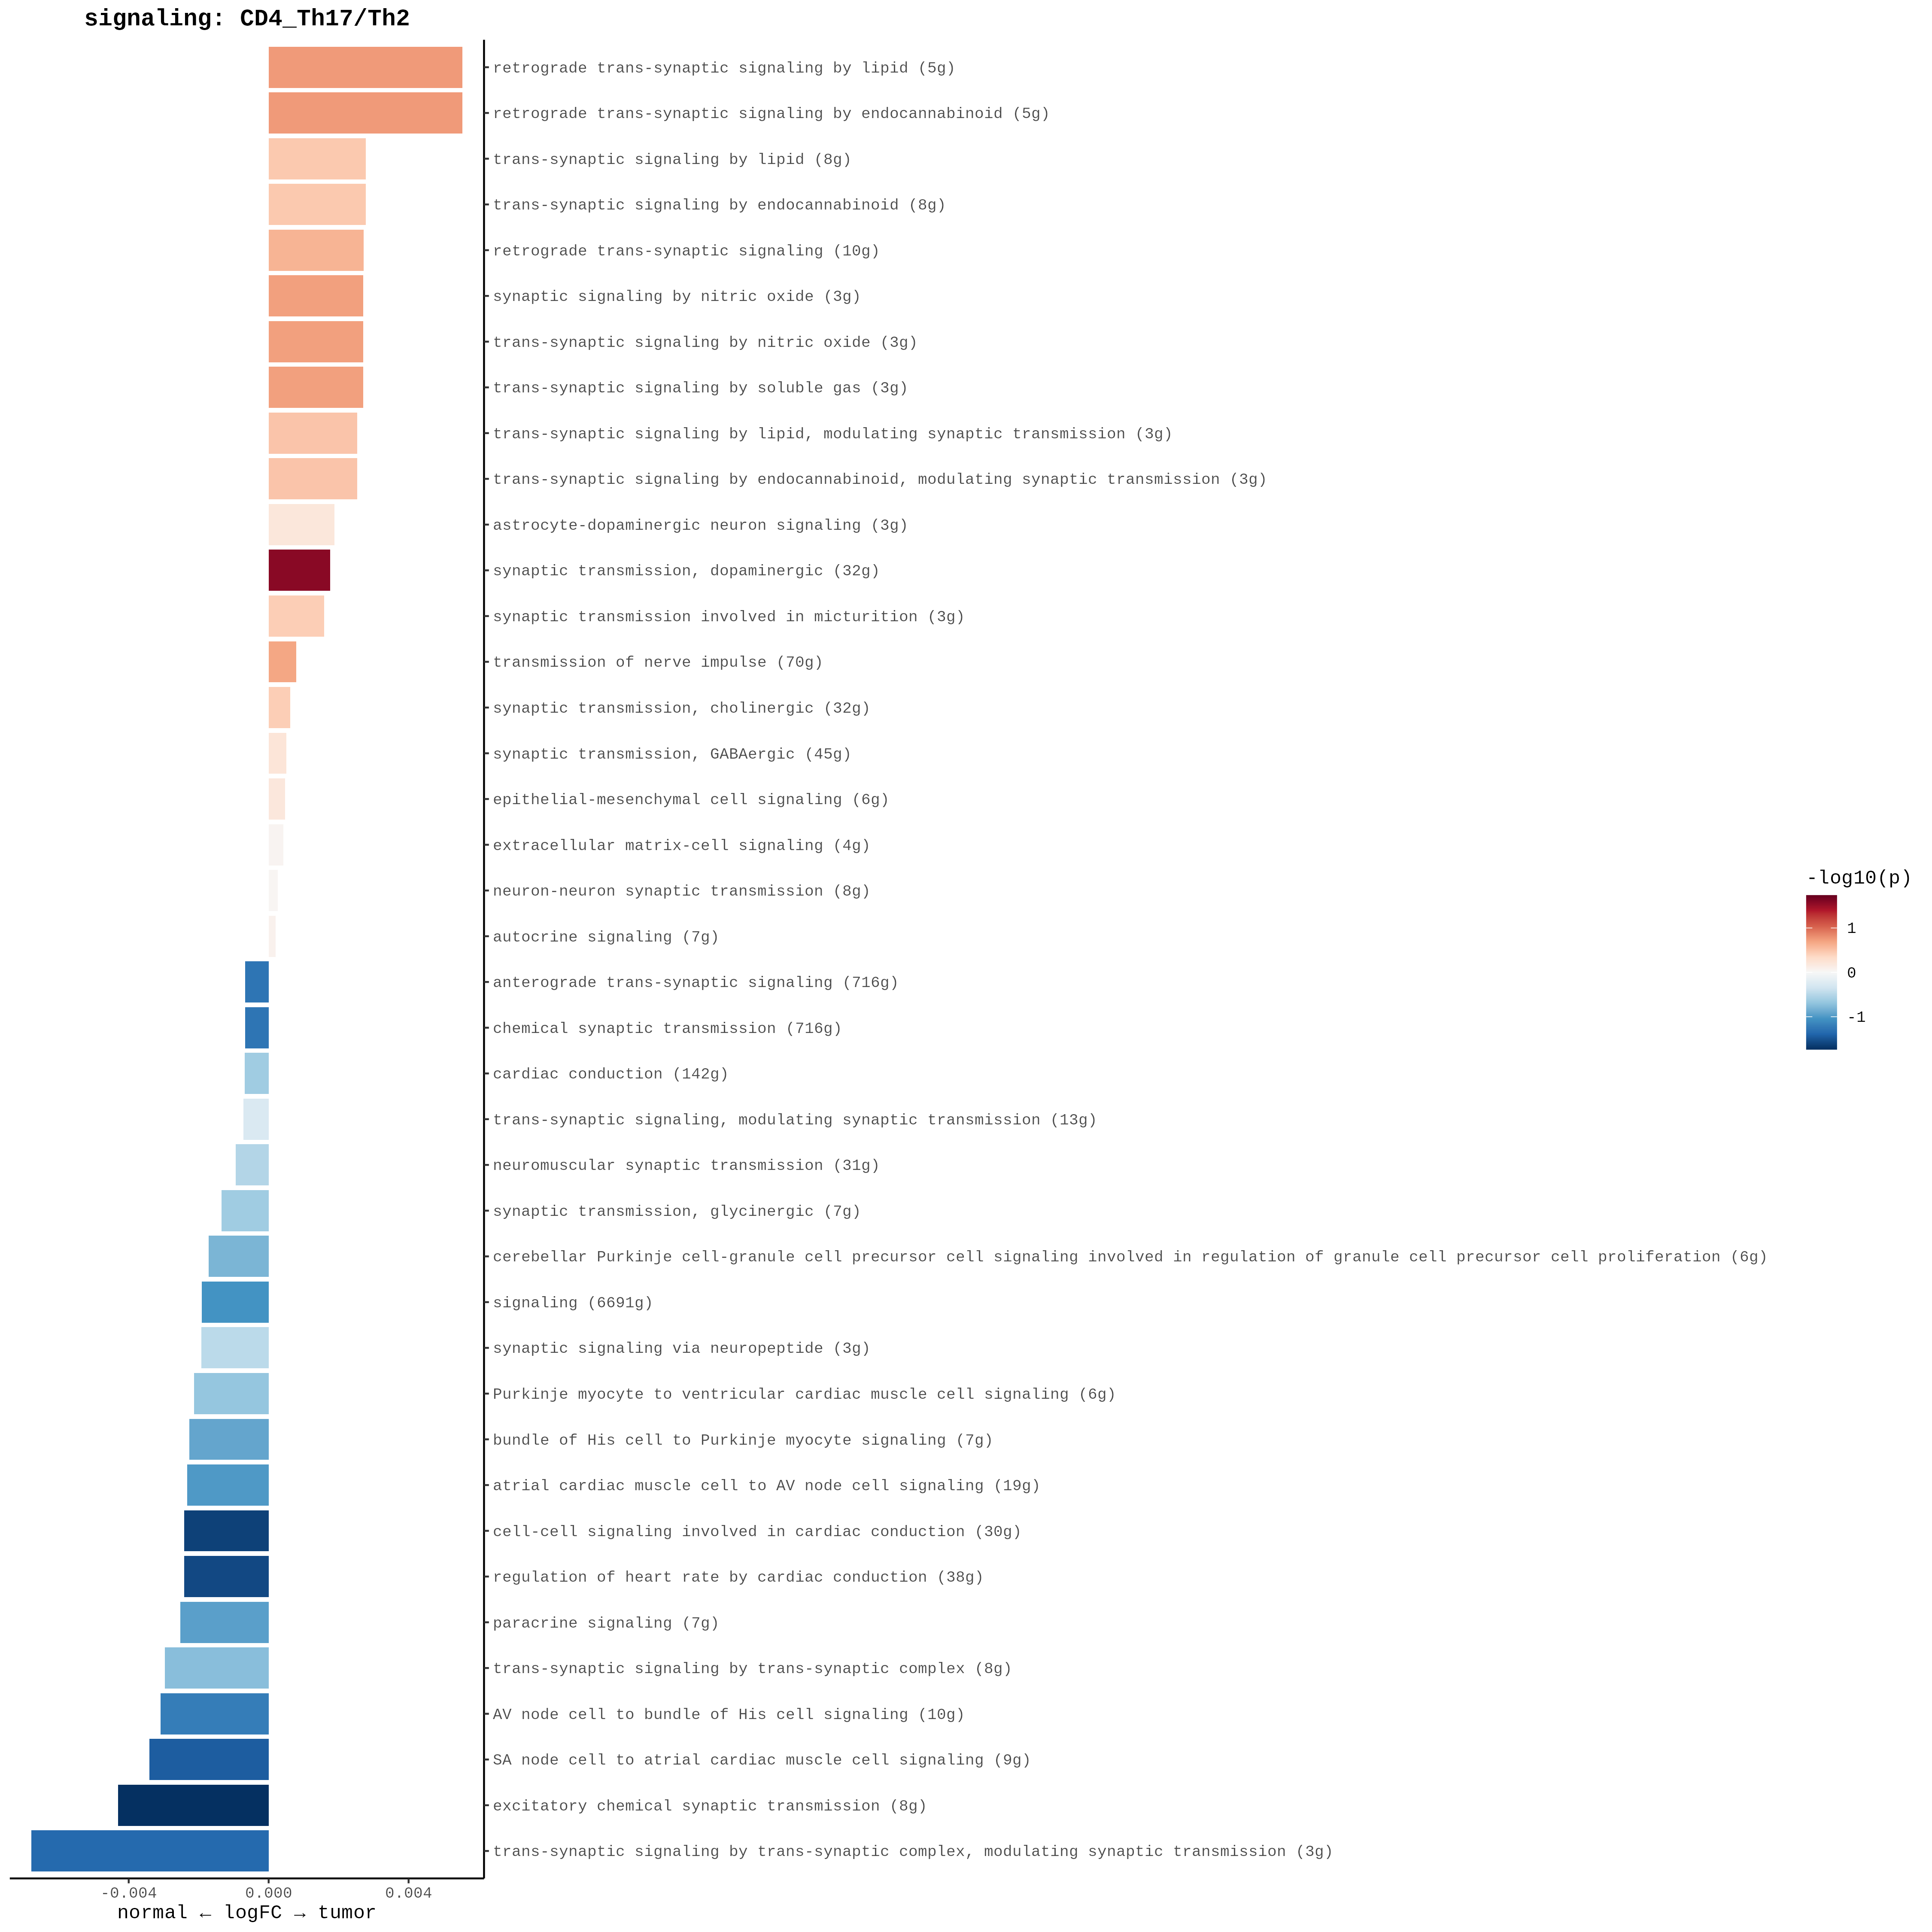 signaling: CD4_Th17/Th2
retrograde trans-synaptic signaling by lipid (5g)
retrograde trans-synaptic signaling by endocannabinoid (5g)
trans-synaptic signaling by lipid (8g)
trans-synaptic signaling by endocannabinoid (8g)
retrograde trans-synaptic signaling (10g)
synaptic signaling by nitric oxide (3g)
trans-synaptic signaling by nitric oxide (3g)
trans-synaptic signaling by soluble gas (3g)
trans-synaptic signaling by lipid, modulating synaptic transmission (3g)
trans-synaptic signaling by endocannabinoid, modulating synaptic transmission (3g)
astrocyte-dopaminergic neuron signaling (3g)
synaptic transmission, dopaminergic (32g)
synaptic transmission involved in micturition (3g)
transmission of nerve impulse (70g)
synaptic transmission, cholinergic (32g)
synaptic transmission, GABAergic (45g)
epithelial-mesenchymal cell signaling (6g)
extracellular matrix-cell signaling (4g)
neuron-neuron synaptic transmission (8g)
autocrine signaling (7g)
anterograde trans-synaptic signaling (716g)
chemical synaptic transmission (716g)
cardiac conduction (142g)
trans-synaptic signaling, modulating synaptic transmission (13g)
neuromuscular synaptic transmission (31g)
synaptic transmission, glycinergic (7g)
cerebellar Purkinje cell-granule cell precursor cell signaling involved in regulation of granule cell precursor cell proliferation (6g)
signaling (6691g)
synaptic signaling via neuropeptide (3g)
Purkinje myocyte to ventricular cardiac muscle cell signaling (6g)
bundle of His cell to Purkinje myocyte signaling (7g)
atrial cardiac muscle cell to AV node cell signaling (19g)
cell-cell signaling involved in cardiac conduction (30g)
regulation of heart rate by cardiac conduction (38g)
paracrine signaling (7g)
trans-synaptic signaling by trans-synaptic complex (8g)
AV node cell to bundle of His cell signaling (10g)
SA node cell to atrial cardiac muscle cell signaling (9g)
excitatory chemical synaptic transmission (8g)
trans-synaptic signaling by trans-synaptic complex, modulating synaptic transmission (3g)
-0.004 0.000 0.004
normal ← logFC → tumor
-log10(p)
1
0
-1